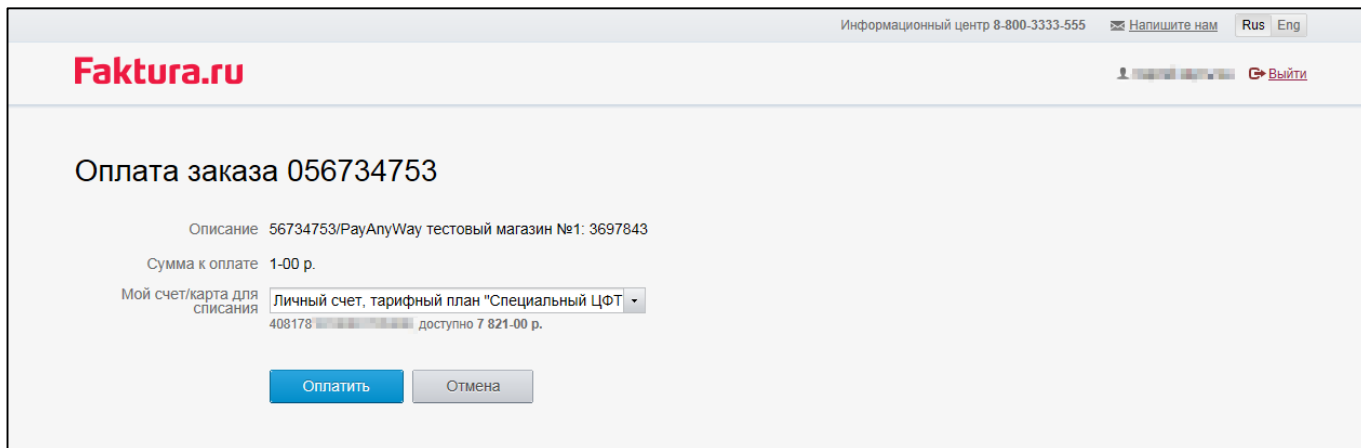 Информационный центр 8-800-3333-555 Напишите нам Rus Eng
Faktura.ru
Выйти
Оплата заказа 056734753
Описание 56734753/PayAnyWay тестовый магазин №1: 3697843
Сумма к оплате 1-00 р.
Мой счет/карта для
списания
Личный счет, тарифный план "Специальный ЦФТ
408178 доступно 7 821-00 р.
Оплатить Отмена